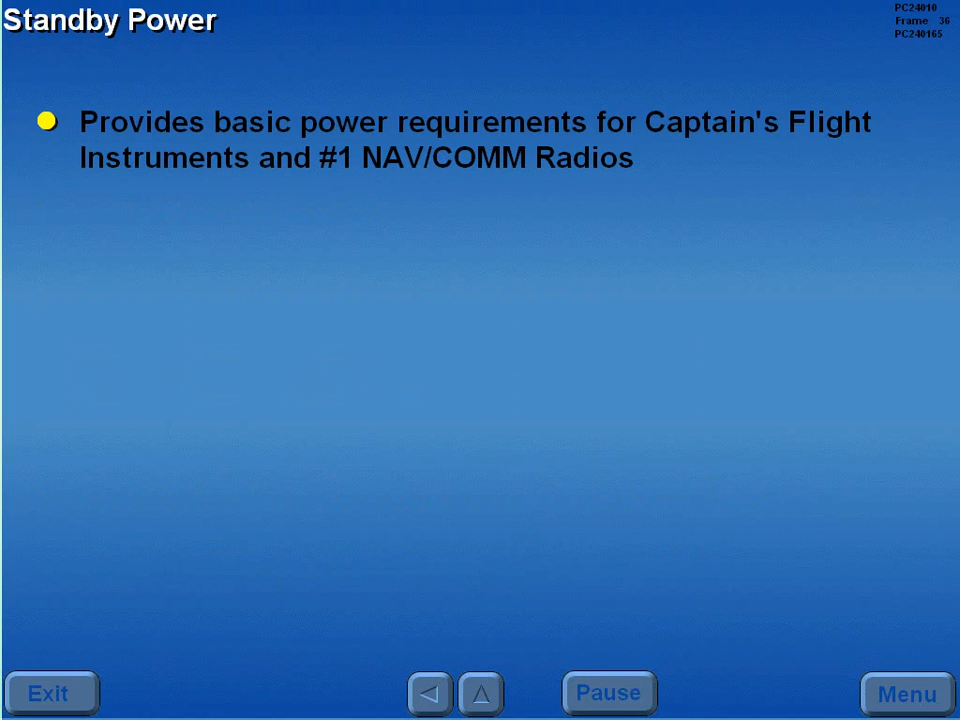 Standby Power
PC24010
Frame 36
PC240165
Provides basic power requirements for Captain's Flight
Instruments and #1 NAV/COMM Radios
Exit
Pause
Menu